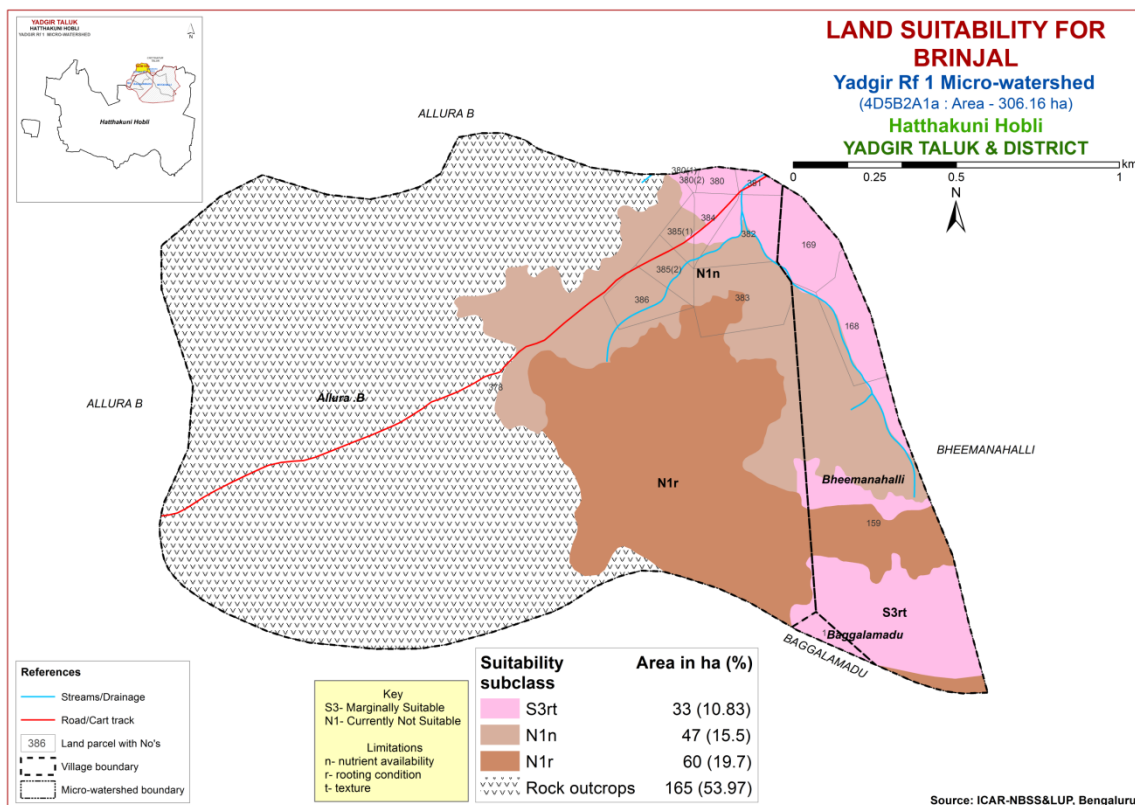 YADGIR TALUK
HATTHAKUNI HOBLI
YADGIR Rf 1 MICRO-WATERSHED
N
Hatthakuni Hobli
LAND SUITABILITY FOR
BRINJAL
Yadgir Rf 1 Micro-watershed
(4D5B2A1a : Area - 306.16 ha)
Hatthakuni Hobli
YADGIR TALUK & DISTRICT
km
0 0.25 0.5 1
N
ALLURA B
380(1)
380(2) 380 381
384
385(1) 382
169
385(2) N1n
386 383
168
378
Allura .B
ALLURA B
BHEEMANAHALLI
Bheemanahalli
N1r
159
S3rt
Baggalamadu
BAGGALAMADU
References
Streams/Drainage
Road/Cart track
386 Land parcel with No's
Village boundary
Micro-watershed boundary
Key
S3- Marginally Suitable
N1- Currently Not Suitable
Limitations
n- nutrient availability
r- rooting condition
t- texture
Suitability subclass Area in ha (%)
S3rt 33 (10.83)
N1n 47 (15.5)
N1r 60 (19.7)
Rock outcrops 165 (53.97)
Source: ICAR-NBSS&LUP, Bengaluru